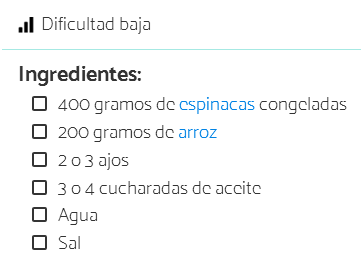 Dificultad baja
Ingredientes:
400 gramos de espinacas congeladas
200 gramos de arroz
2 o 3 ajos
3 o 4 cucharadas de aceite
Agua
Sal